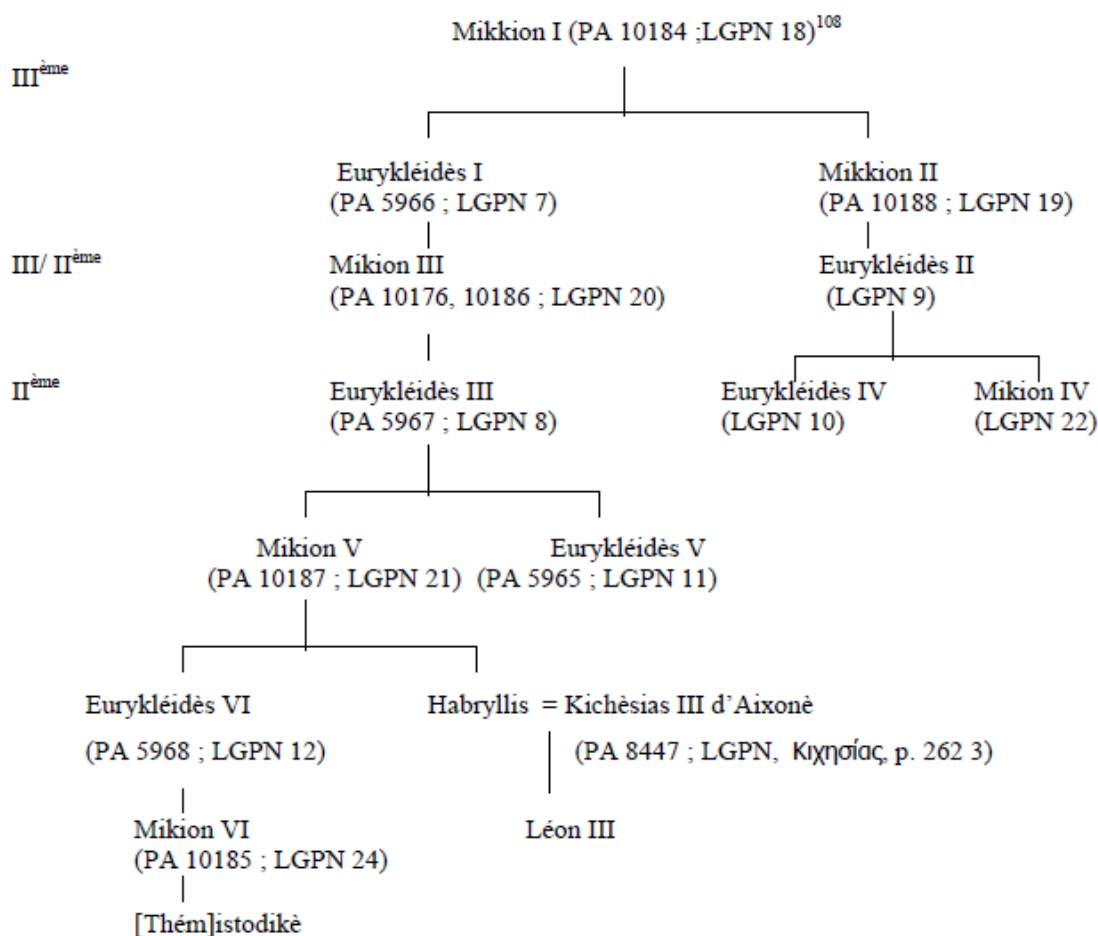 Mikkion I (PA 10184 ;LGPN 18)108
IIIème
Eurykléidès I Mikkion II
(PA 5966 ; LGPN 7) (PA 10188 ; LGPN 19)
III/ IIème Mikion III Eurykléidès II
(PA 10176, 10186 ; LGPN 20) (LGPN 9)
IIème Eurykléidès III Eurykléidès IV Mikion IV
(PA 5967 ; LGPN 8) (LGPN 10) (LGPN 22)
Mikion V Eurykléidès V
(PA 10187 ; LGPN 21) (PA 5965 ; LGPN 11)
Eurykléidès VI Habryllis = Kichèsias III d’Aixonè
(PA 5968 ; LGPN 12) (PA 8447 ; LGPN, Κιχησίας, p. 262 3)
Mikion VI Léon III
(PA 10185 ; LGPN 24)
[Thém]istodikè